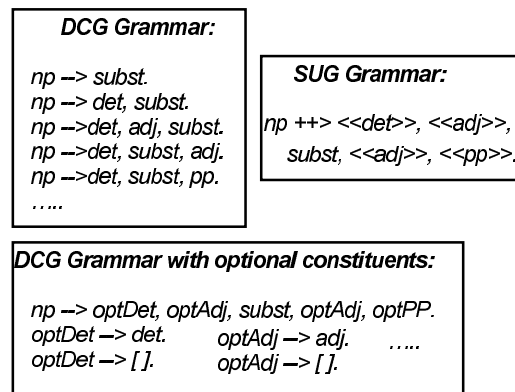 DCG Grammar:
np --> subst.
np --> det, subst.
np -->det, adj, subst.
np -->det, subst, adj.
np -->det, subst, pp.
.....
SUG Grammar:
np ++> <<det>>, <<adj>>,
subst, <<adj>>, <<pp>>.
DCG Grammar with optional constituents:
np --> optDet, optAdj, subst, optAdj, optPP.
optDet --> det. optAdj --> adj. .....
optDet --> [ ]. optAdj --> [ ].